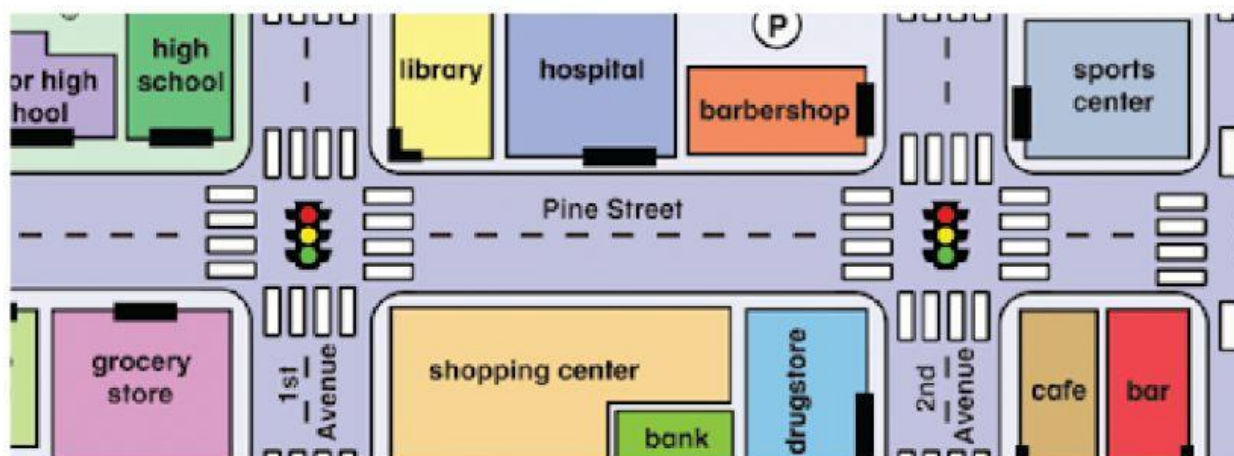 P
high
school
or high
hool
library
hospital
barbershop
sports
center
Pine Street
grocery
store
1st
Avenue
shopping center
bank
drugstore
2nd
Avenue
cafe
bar